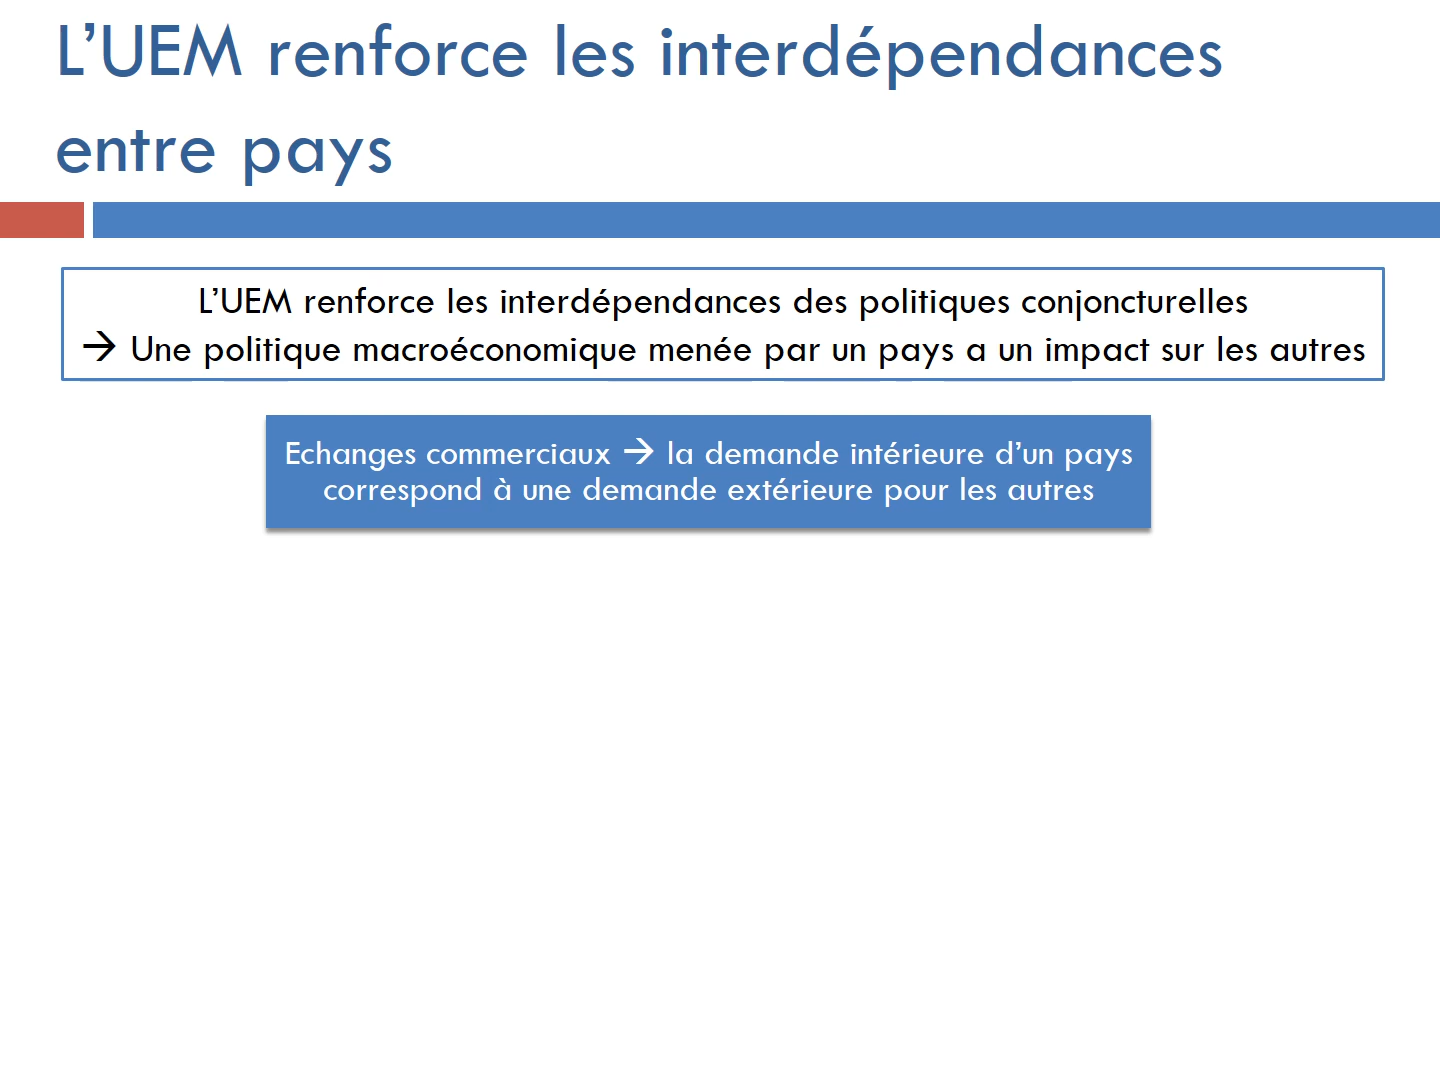 L’UEM renforce les interdépendances
entre pays
L’UEM renforce les interdépendances des politiques conjoncturelles
→ Une politique macroéconomique menée par un pays a un impact sur les autres
Echanges commerciaux → la demande intérieure d’un pays
correspond à une demande extérieure pour les autres